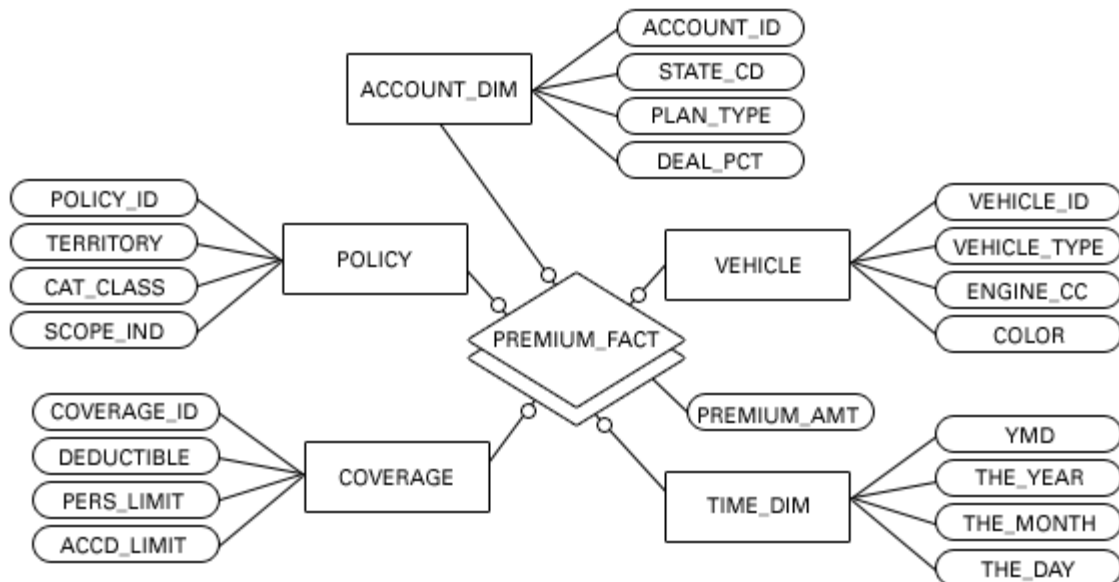 ACCOUNT_ID
STATE_CD
ACCOUNT_DIM
PLAN_TYPE
DEAL_PCT
POLICY_ID
TERRITORY
POLICY
CAT_CLASS
SCOPE_IND
VEHICLE_ID
VEHICLE_TYPE
VEHICLE
ENGINE_CC
COLOR
PREMIUM_FACT
PREMIUM_AMT
COVERAGE_ID
DEDUCTIBLE
COVERAGE
PERS_LIMIT
ACCD_LIMIT
YMD
THE_YEAR
TIME_DIM
THE_MONTH
THE_DAY